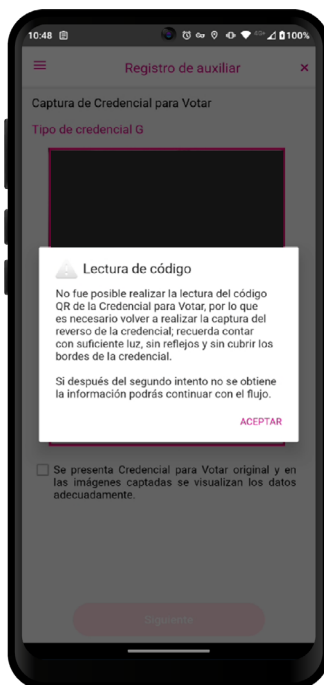 10:48
100%
Registro de auxiliar
×
Captura de Credencial para Votar
Tipo de credencial G
Lectura de código
No fue posible realizar la lectura del código
QR de la Credencial para Votar, por lo que
es necesario volver a realizar la captura del
reverso de la credencial; recuerda contar
con suficiente luz, sin reflejos y sin cubrir los
bordes de la credencial.
Si después del segundo intento no se obtiene
la información podrás continuar con el flujo.
ACEPTAR
Se presenta Credencial para Votar original y en
las imágenes captadas se visualizan los datos
adecuadamente.
Siguiente